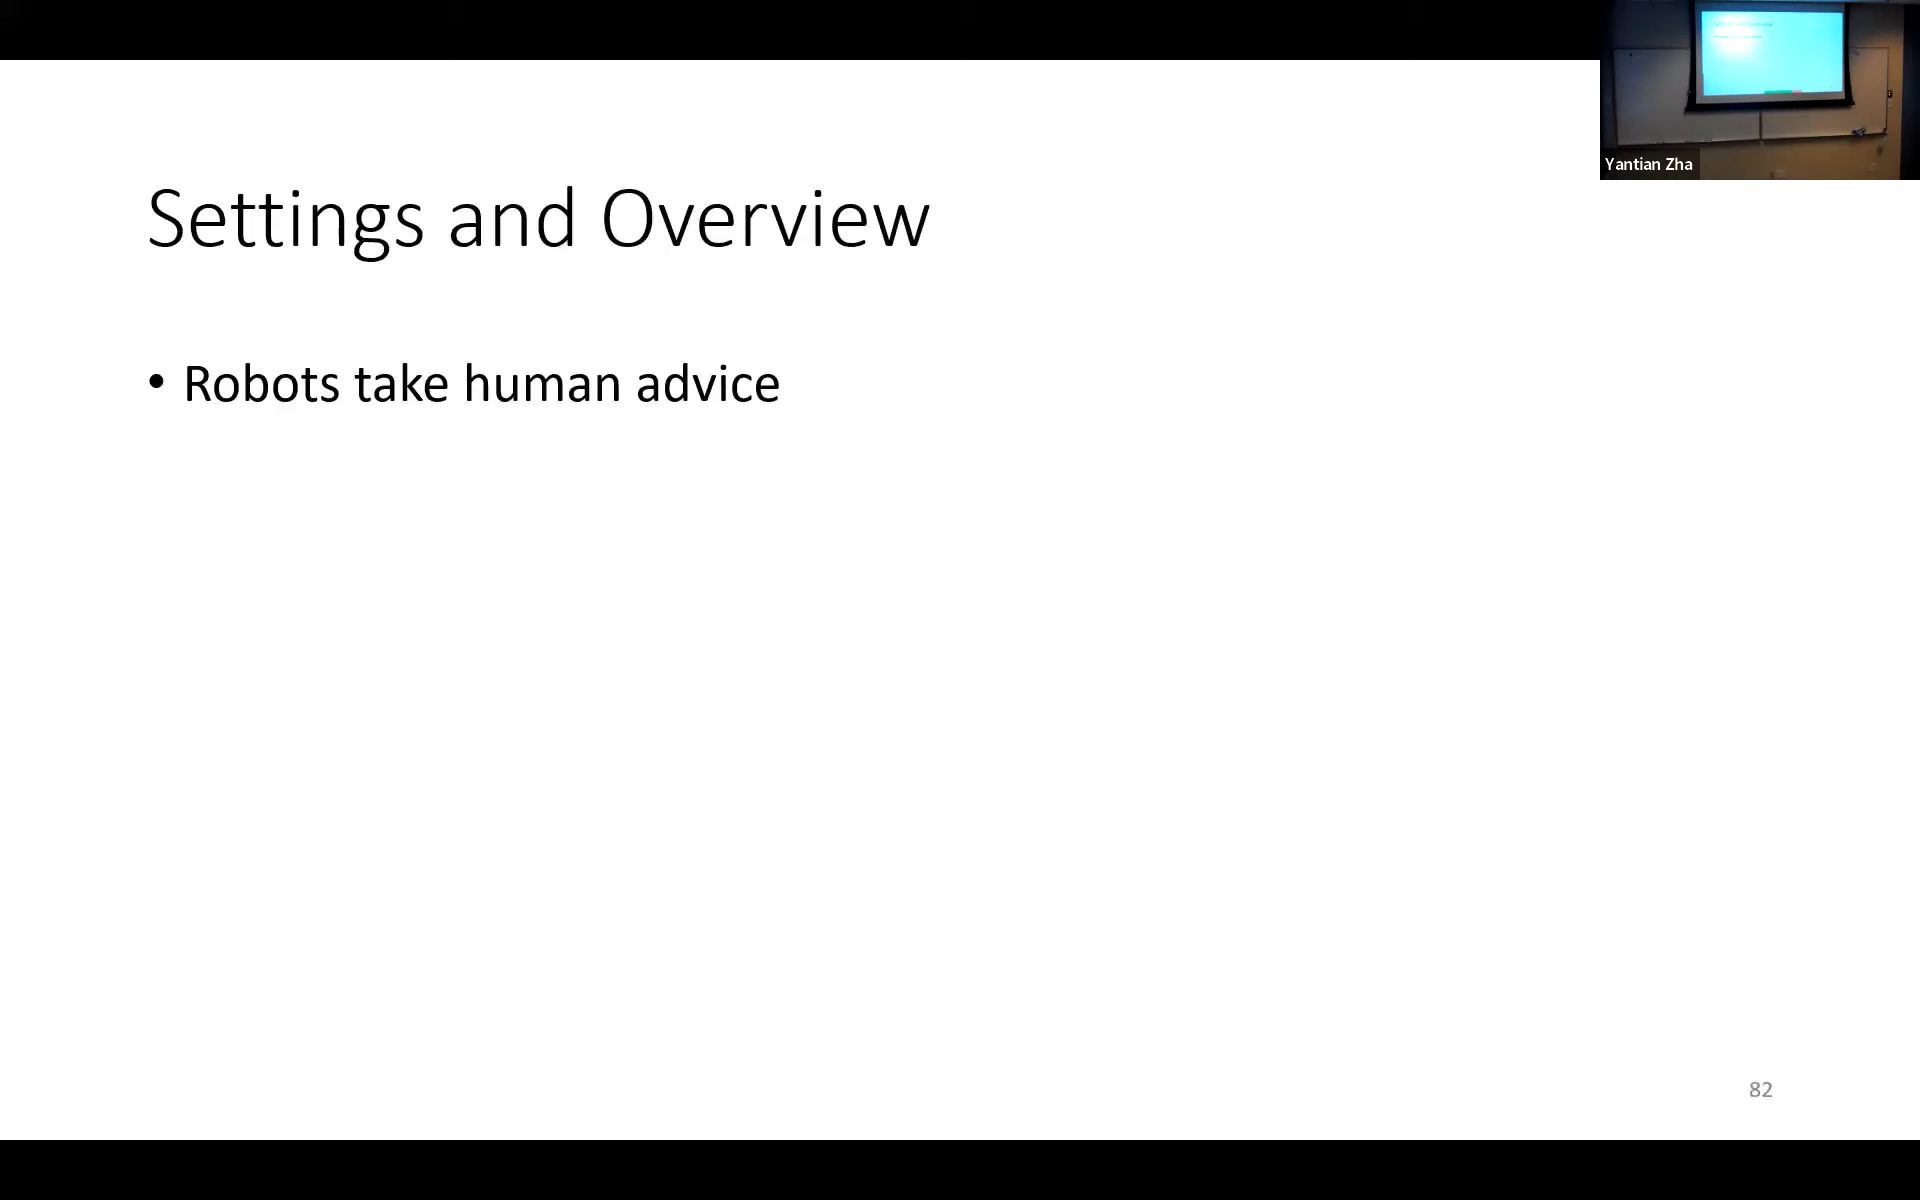 Yantian Zha
Settings and Overview
• Robots take human advice
82